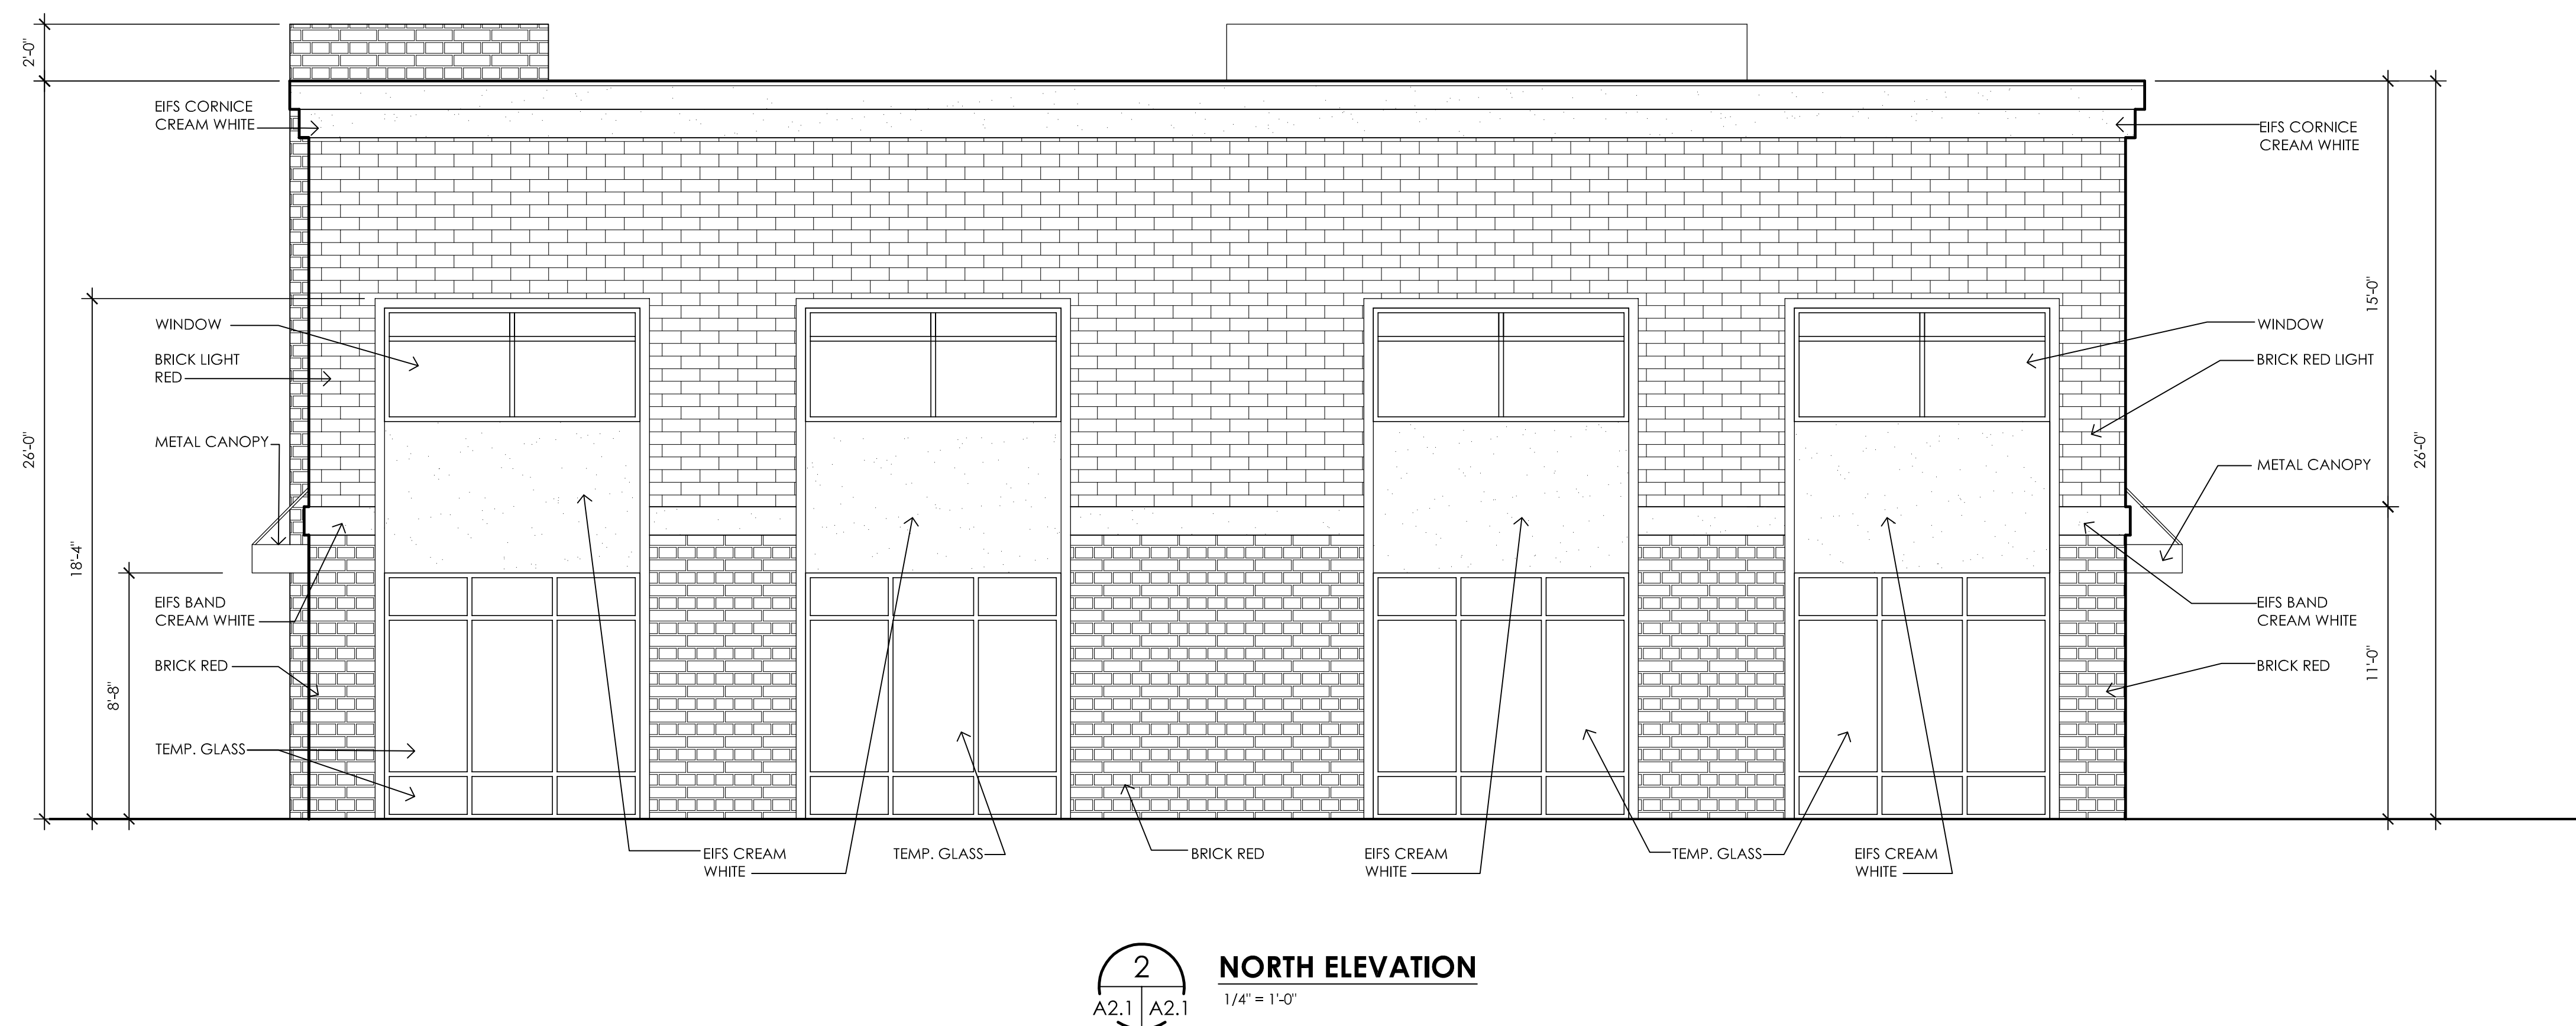 2'-0"
EIFS CORNICE
CREAM WHITE
EIFS CORNICE
CREAM WHITE
WINDOW
BRICK LIGHT
RED
METAL CANOPY
26'-0"
18'-4"
8'-8"
EIFS BAND
CREAM WHITE
BRICK RED
TEMP. GLASS
15'-0"
WINDOW
BRICK RED LIGHT
METAL CANOPY
26'-0"
EIFS BAND
CREAM WHITE
BRICK RED
11'-0"
EIFS CREAM
WHITE
TEMP. GLASS
BRICK RED
EIFS CREAM
WHITE
TEMP. GLASS
EIFS CREAM
WHITE
2
A2.1 A2.1
NORTH ELEVATION
1/4" = 1'-0"